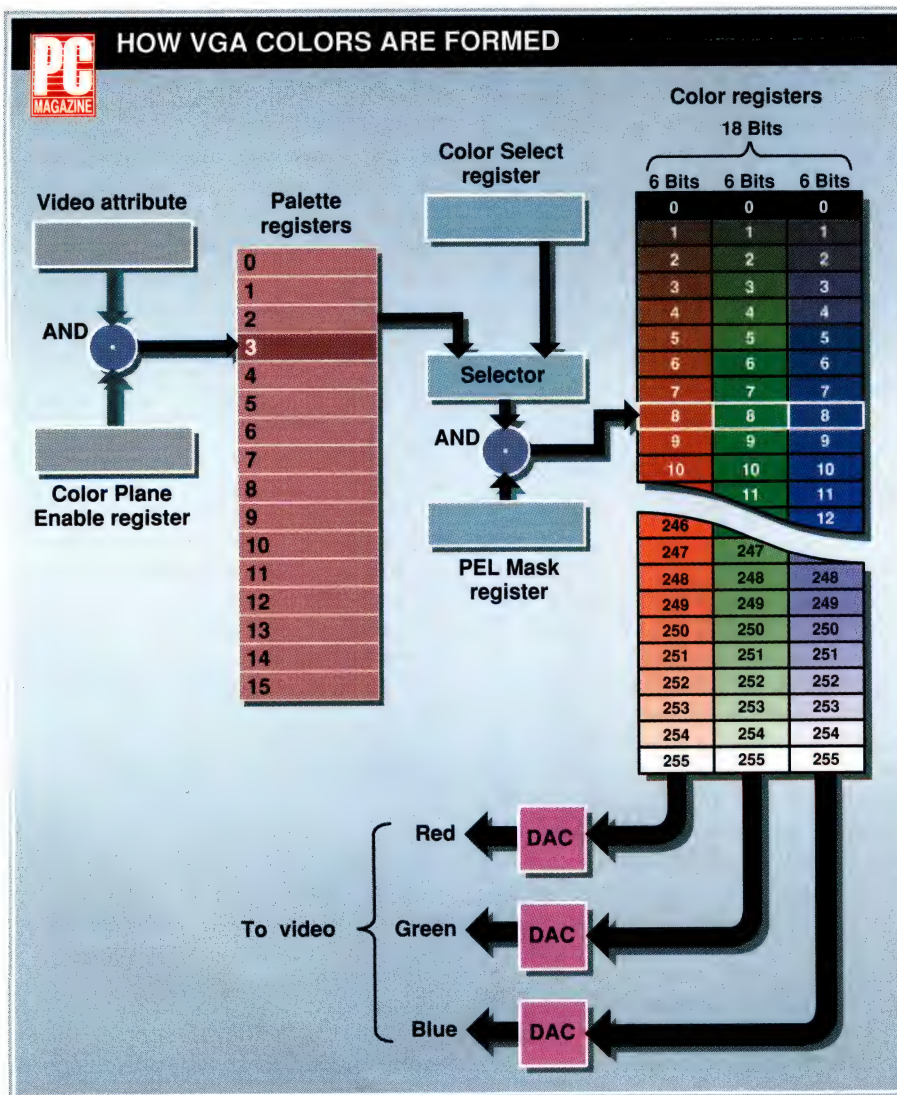 PC
MAGAZINE
HOW VGA COLORS ARE FORMED
Color registers
18 Bits
6 Bits 6 Bits 6 Bits
Color Select
register
Video attribute
Palette
registers
AND
Color Plane
Enable register
0
1
2
3
4
5
6
7
8
9
10
11
12
13
14
15
Selector
AND
PEL Mask
register
0 0 0
1 1 1
2 2 2
3 3 3
4 4 4
5 5 5
6 6 6
7 7 7
8 8 8
9 9 9
10 10 10
11 11
12
246
247 247
248 248 248
249 249 249
250 250 250
251 251 251
252 252 252
253 253 253
254 254 254
255 255 255
To video
Red DAC
Green DAC
Blue DAC